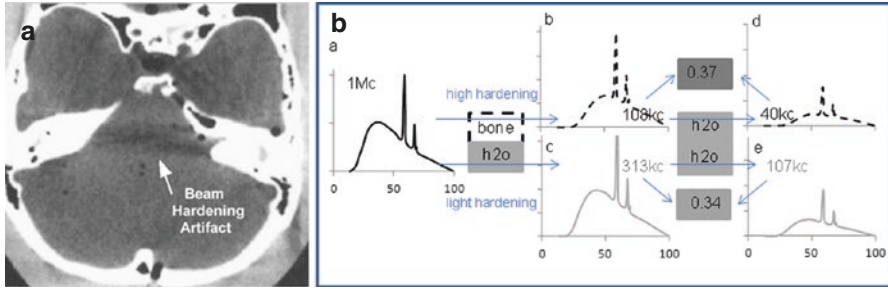 a
Beam
Hardening
Artifact
b
a
1Mc
50
100
high hardening
light hardening
bone
h2o
b
108kc
c
313kc
0
50
100
0.37
h2o
h2o
0.34
d
40kc
e
107kc
0
50
100